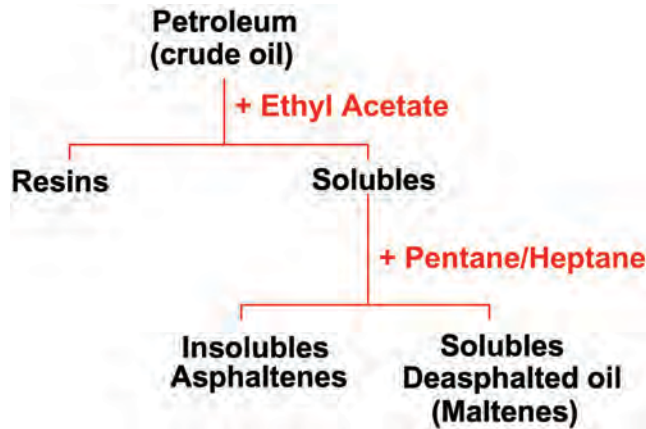 Petroleum
(crude oil)
+ Ethyl Acetate
Resins
Solubles
+ Pentane/Heptane
Insolubles
Asphaltenes
Solubles
Deasphalted oil
(Maltenes)